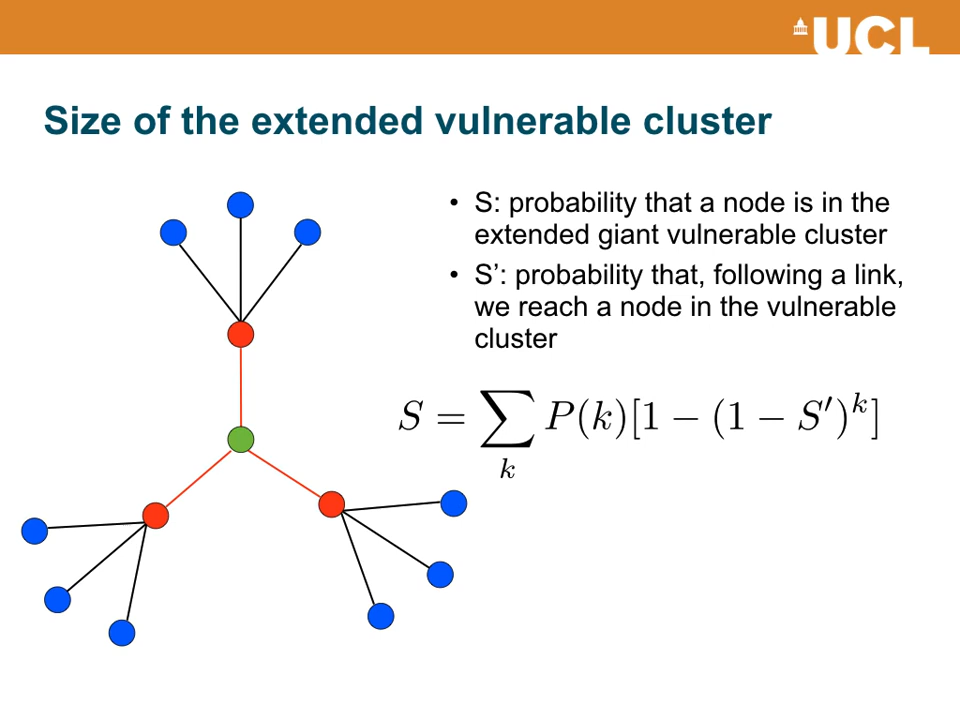 UCL
Size of the extended vulnerable cluster
• S: probability that a node is in the
extended giant vulnerable cluster
• S’: probability that, following a link,
we reach a node in the vulnerable
cluster
S = ∑ P(k)[1 − (1 − S′)^k]
k